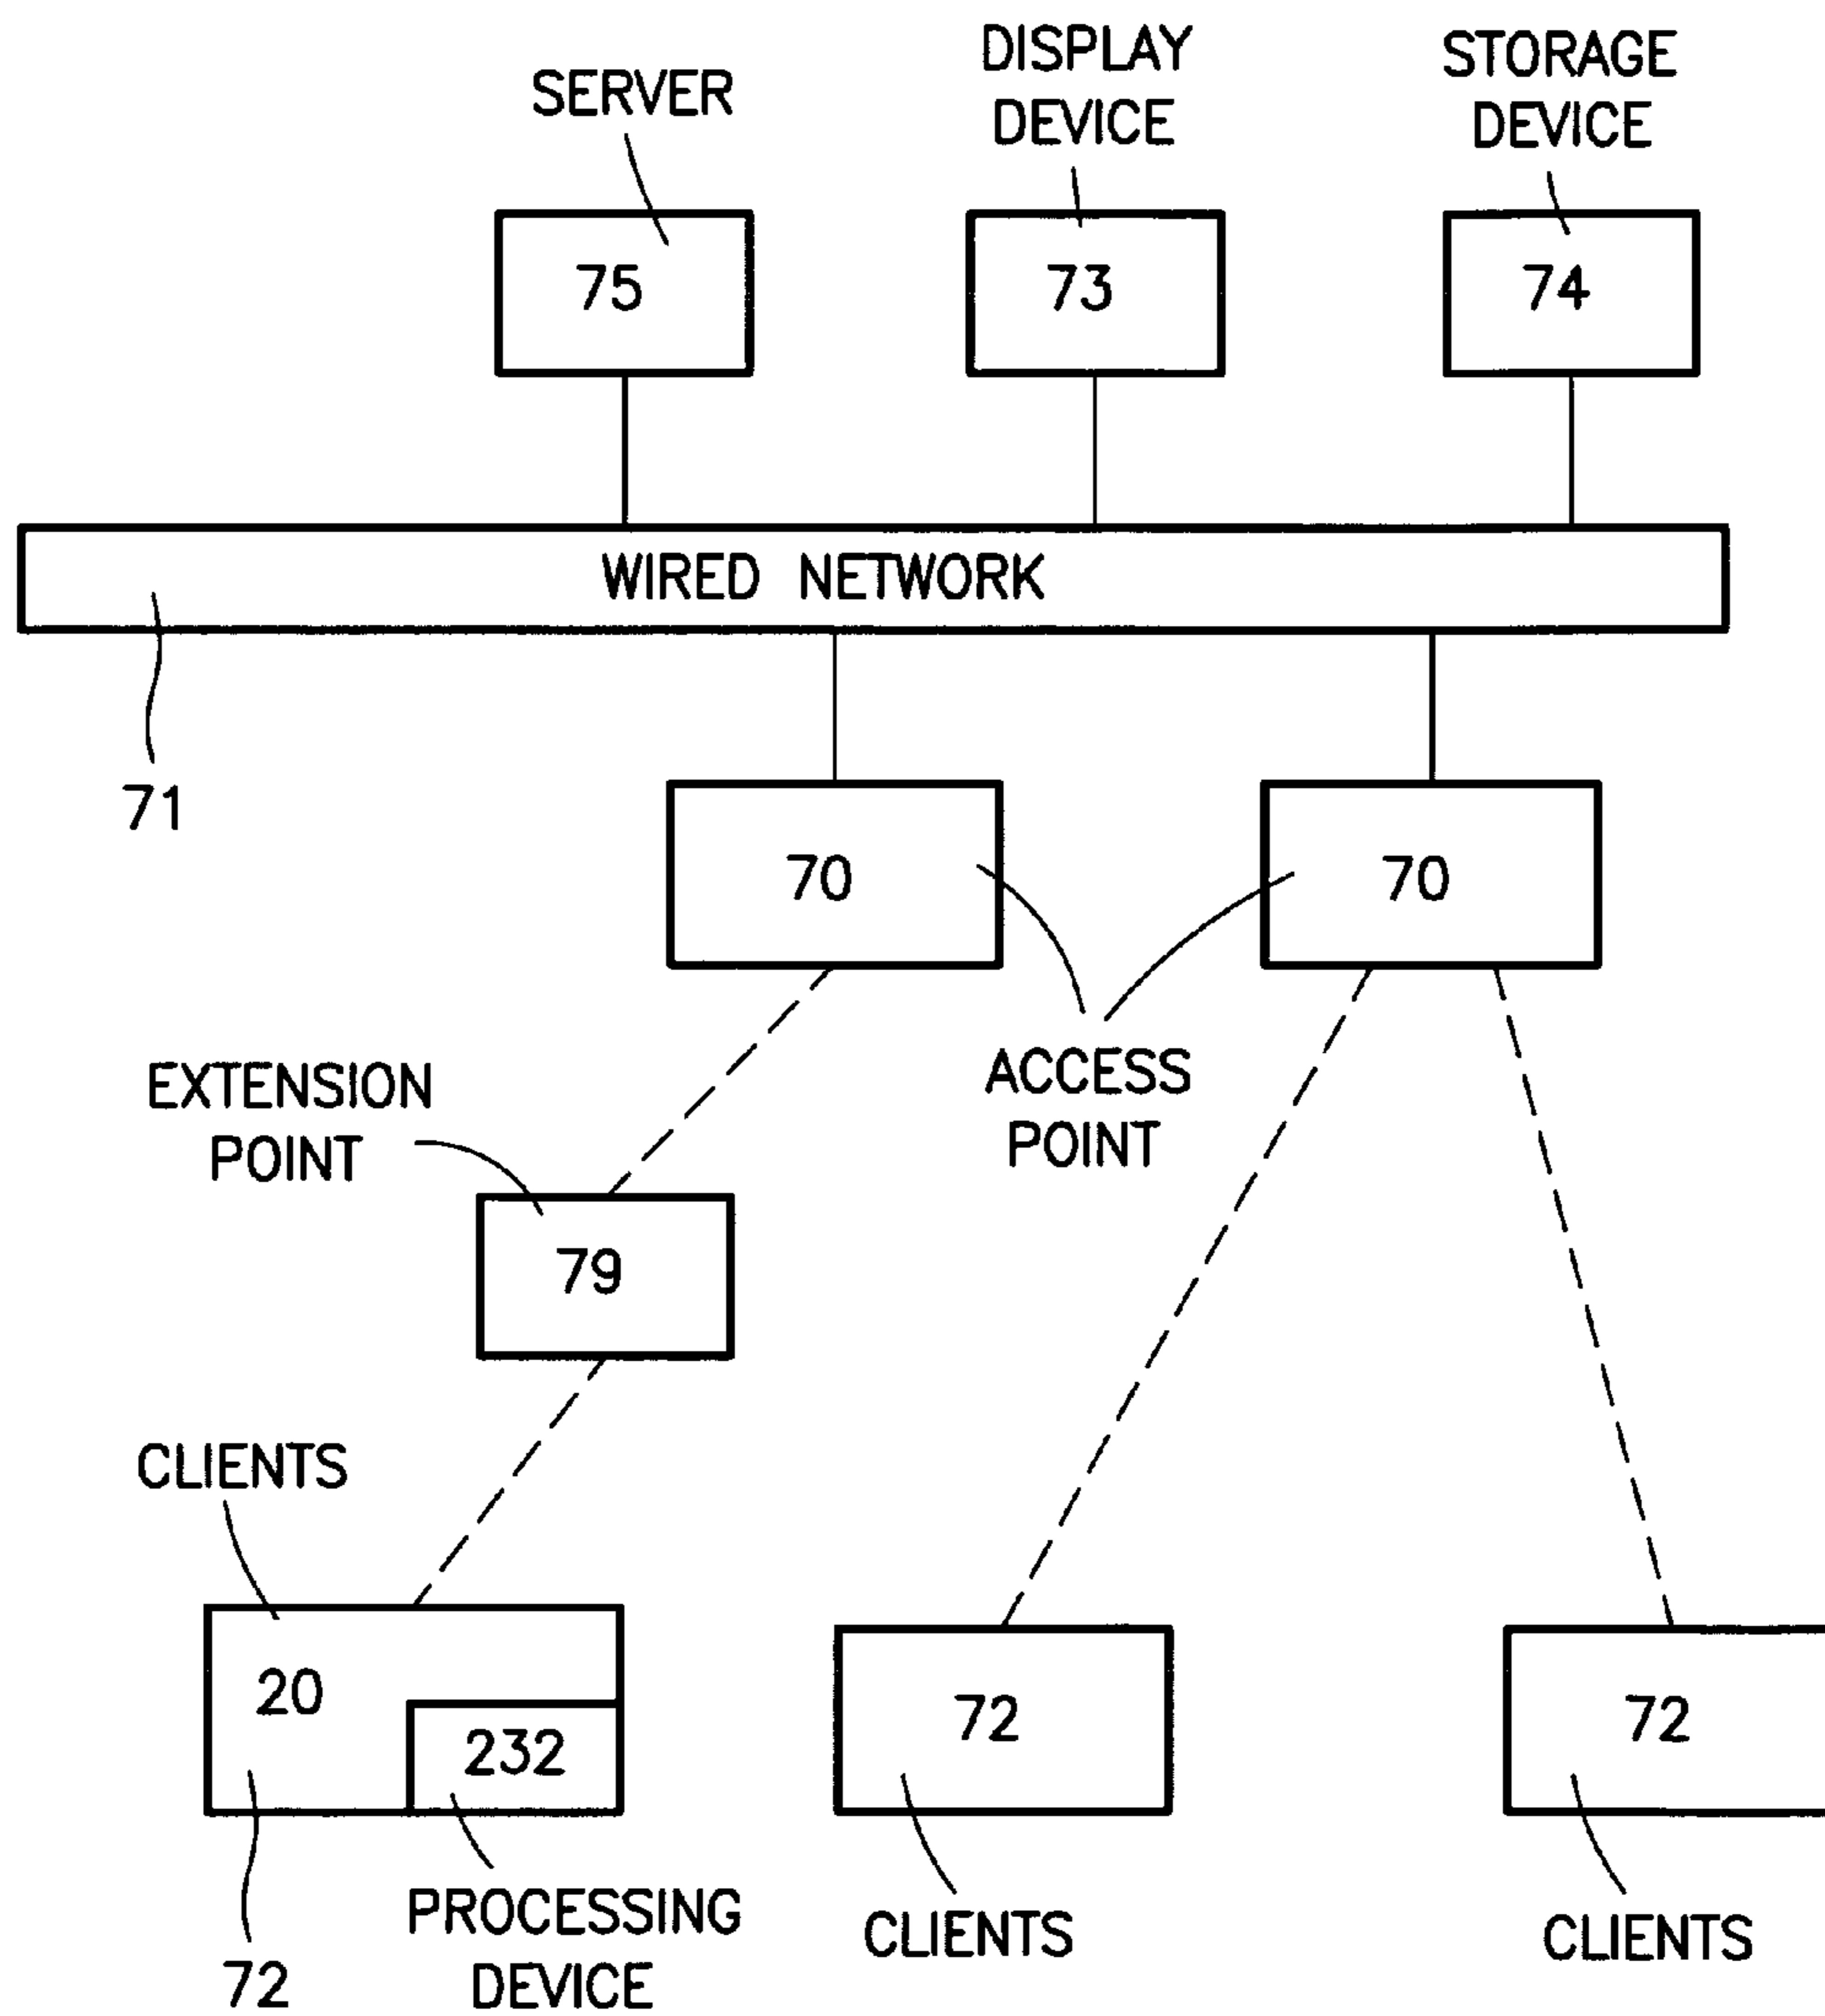 SERVER
DISPLAY
DEVICE
STORAGE
DEVICE
75
73
74
WIRED NETWORK
71
70
70
EXTENSION
POINT
ACCESS
POINT
79
CLIENTS
20
232
72
72
72
PROCESSING
DEVICE
CLIENTS
CLIENTS